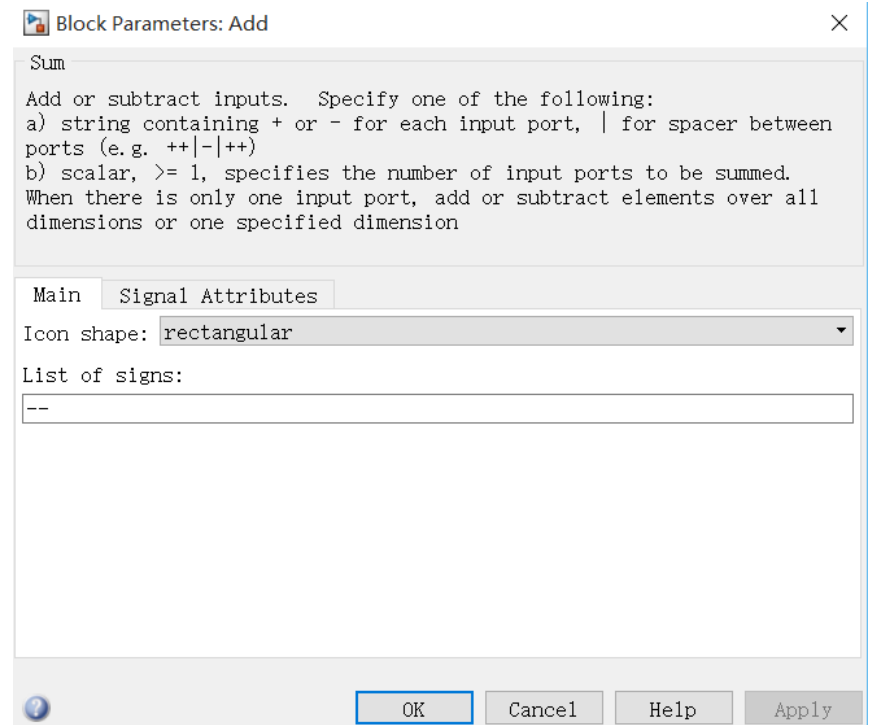 Block Parameters: Add
Sum
Add or subtract inputs.  Specify one of the following:
a) string containing + or - for each input port, | for spacer between
ports (e.g. ++|-|++)
b) scalar, >= 1, specifies the number of input ports to be summed.
When there is only one input port, add or subtract elements over all
dimensions or one specified dimension
Main
Signal Attributes
Icon shape: rectangular
List of signs:
--
OK
Cancel
Help
Apply